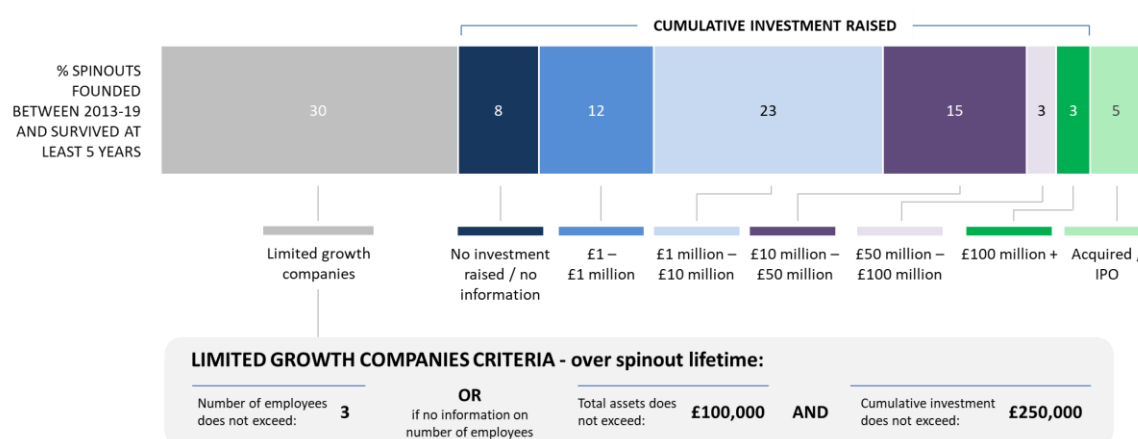 CUMULATIVE INVESTMENT RAISED
% SPINOUTS
FOUNDED
BETWEEN 2013-19
AND SURVIVED AT
LEAST 5 YEARS
30
8
12
23
15
3
3
5
Limited growth
companies
No investment
raised / no
information
£1 –
£1 million
£1 million –
£10 million
£10 million –
£50 million
£50 million –
£100 million
£100 million +
Acquired /
IPO
LIMITED GROWTH COMPANIES CRITERIA - over spinout lifetime:
Number of employees
does not exceed:
3
OR
if no information on
number of employees
Total assets does
not exceed:
£100,000
AND
Cumulative investment
does not exceed:
£250,000